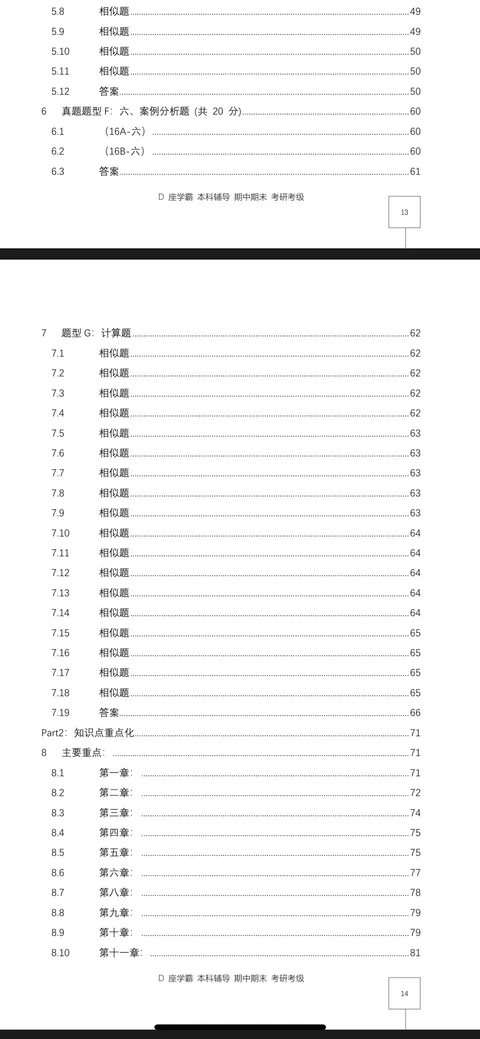 5.8 相似题 49
5.9 相似题 49
5.10 相似题 50
5.11 相似题 50
5.12 答案 50
6 真题题型 F：六、案例分析题 (共 20 分) 60
6.1 （16A-六） 60
6.2 （16B-六） 60
6.3 答案 61
D 座学霸 本科辅导 期中期末 考研考级
13
7 题型 G：计算题 62
7.1 相似题 62
7.2 相似题 62
7.3 相似题 62
7.4 相似题 62
7.5 相似题 63
7.6 相似题 63
7.7 相似题 63
7.8 相似题 63
7.9 相似题 63
7.10 相似题 64
7.11 相似题 64
7.12 相似题 64
7.13 相似题 64
7.14 相似题 64
7.15 相似题 65
7.16 相似题 65
7.17 相似题 65
7.18 相似题 65
7.19 答案 66
Part2：知识点重点化 71
8 主要重点： 71
8.1 第一章： 71
8.2 第二章： 72
8.3 第三章： 74
8.4 第四章： 75
8.5 第五章： 75
8.6 第六章： 77
8.7 第八章： 78
8.8 第九章： 79
8.9 第十章： 79
8.10 第十一章： 81
D 座学霸 本科辅导 期中期末 考研考级
14